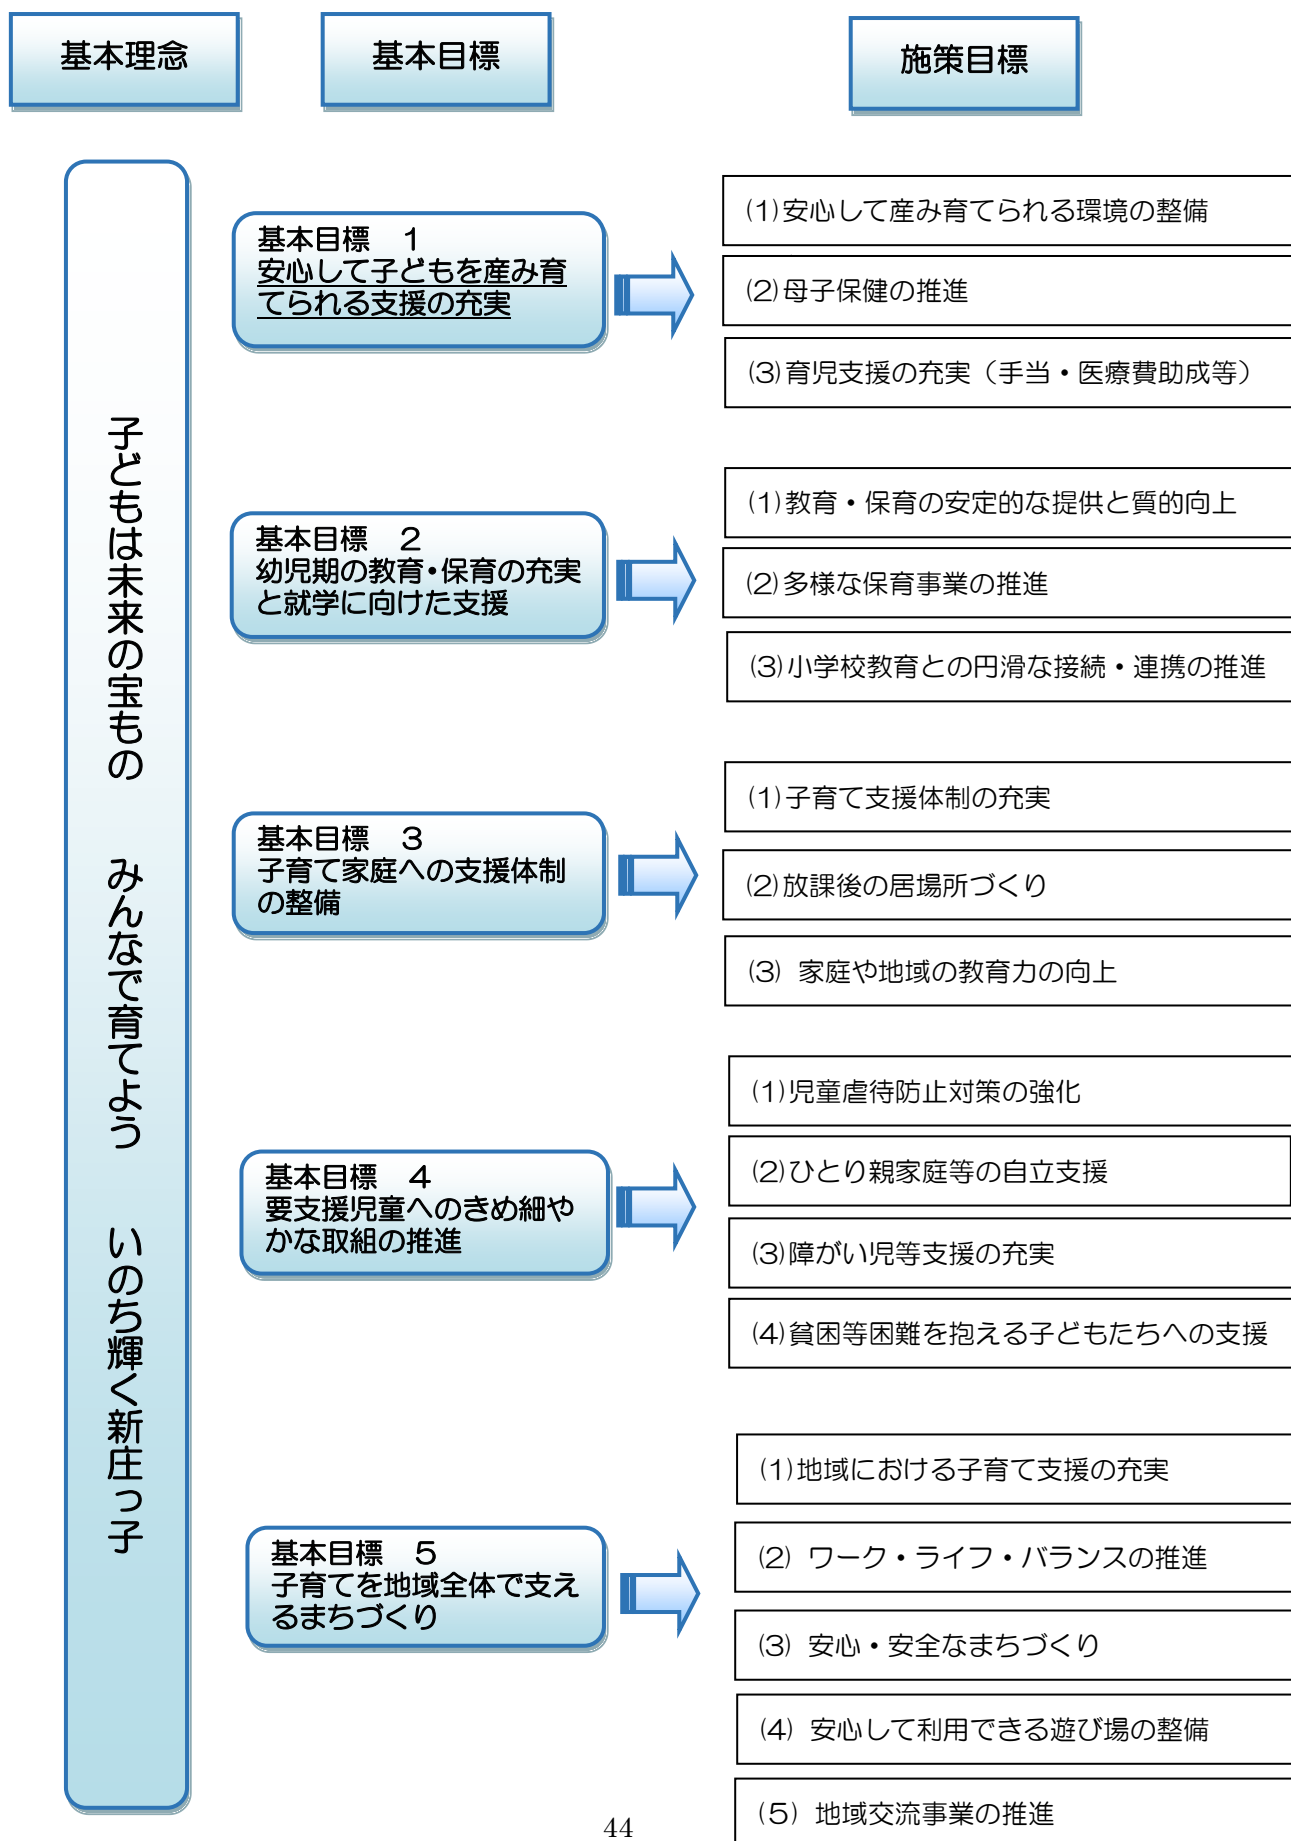 基本理念
基本目標
施策目標
子どもは未来の宝もの　みんなで育てよう　いのち輝く新庄っ子
基本目標　１
安心して子どもを産み育
てられる支援の充実
(1)安心して産み育てられる環境の整備
(2)母子保健の推進
(3)育児支援の充実（手当・医療費助成等）
基本目標　２
幼児期の教育・保育の充実
と就学に向けた支援
(1)教育・保育の安定的な提供と質的向上
(2)多様な保育事業の推進
(3)小学校教育との円滑な接続・連携の推進
基本目標　３
子育て家庭への支援体制
の整備
(1)子育て支援体制の充実
(2)放課後の居場所づくり
(3) 家庭や地域の教育力の向上
基本目標　４
要支援児童へのきめ細や
かな取組の推進
(1)児童虐待防止対策の強化
(2)ひとり親家庭等の自立支援
(3)障がい児等支援の充実
(4)貧困等困難を抱える子どもたちへの支援
基本目標　５
子育てを地域全体で支え
るまちづくり
(1)地域における子育て支援の充実
(2) ワーク・ライフ・バランスの推進
(3) 安心・安全なまちづくり
(4) 安心して利用できる遊び場の整備
(5) 地域交流事業の推進
44